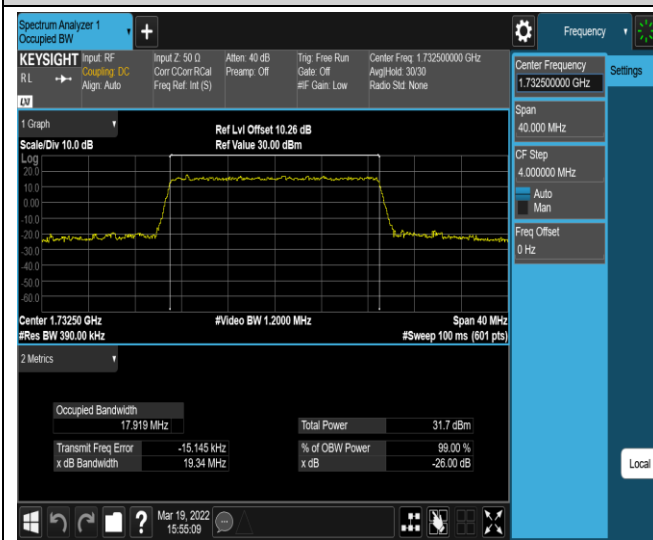 Spectrum Analyzer 1
Occupied BW
+
Frequency
KEYSIGHT
RL
LXI
Input: RF
Coupling: DC
Align: Auto
Input Z: 50 Ω
Corr CCorr RCal
Freq Ref: Int (S)
Atten: 40 dB
Preamp: Off
Trig: Free Run
Gate: Off
#IF Gain: Low
Center Freq: 1.732500000 GHz
Avg|Hold: 30/30
Radio Std: None
Center Frequency
1.732500000 GHz
Settings
Span
40.000 MHz
CF Step
4.000000 MHz
Auto
Man
Freq Offset
0 Hz
1 Graph
Scale/Div 10.0 dB
Ref Lvl Offset 10.26 dB
Ref Value 30.00 dBm
Log
20.0
10.0
0.00
-10.0
-20.0
-30.0
-40.0
-50.0
-60.0
Center 1.73250 GHz
#Video BW 1.2000 MHz
Span 40 MHz
#Res BW 390.00 kHz
#Sweep 100 ms (601 pts)
2 Metrics
Occupied Bandwidth
17.919 MHz
Total Power 31.7 dBm
Transmit Freq Error -15.145 kHz
% of OBW Power 99.00 %
x dB Bandwidth 19.34 MHz
x dB -26.00 dB
Local
?
Mar 19, 2022
15:55:09